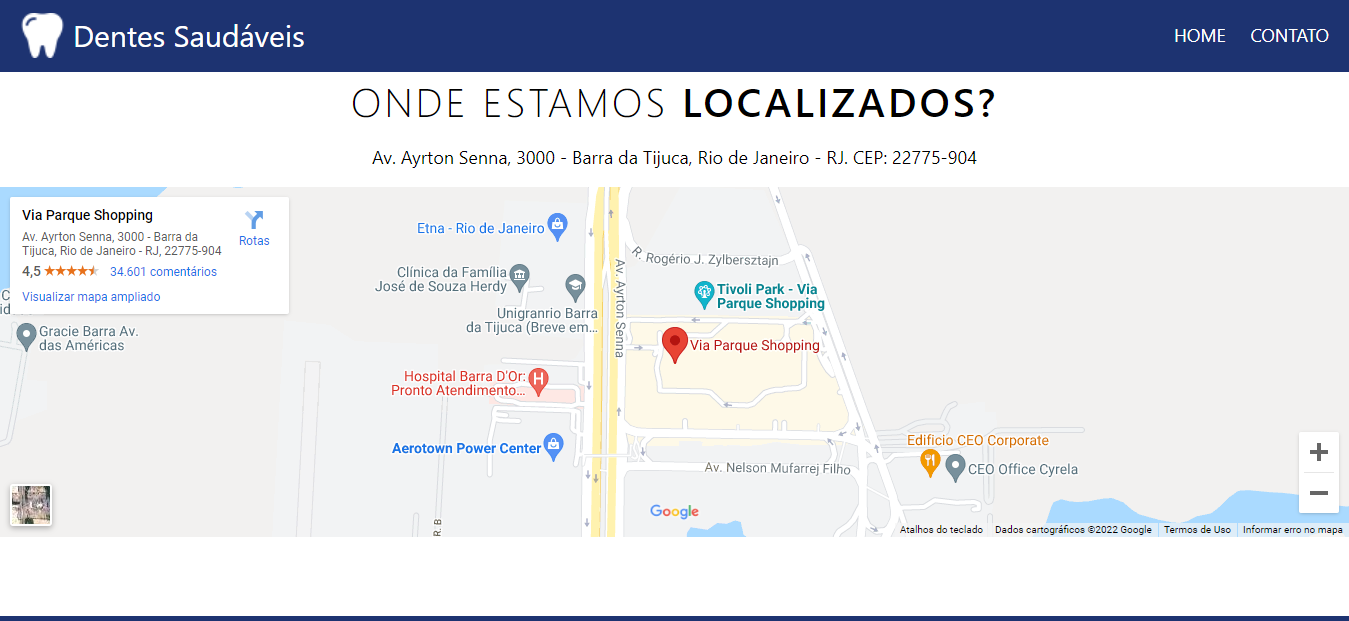 Dentes Saudáveis
HOME
CONTATO
ONDE ESTAMOS LOCALIZADOS?
Av. Ayrton Senna, 3000 - Barra da Tijuca, Rio de Janeiro - RJ. CEP: 22775-904
Via Parque Shopping
Av. Ayrton Senna, 3000 - Barra da
Tijuca, Rio de Janeiro - RJ, 22775-904
4,5
34.601 comentários
Visualizar mapa ampliado
Rotas
Gracie Barra Av.
das Américas
Etna - Rio de Janeiro
Clínica da Família
José de Souza Herdy
Unigranrio Barra
da Tijuca (Breve em...
Av. Ayrton Senna
R. Rogério J. Zylbersztajn
Tivoli Park - Via
Parque Shopping
Via Parque Shopping
Hospital Barra D'Or:
Pronto Atendimento...
H
Aerotown Power Center
Edificio CEO Corporate
CEO Office Cyrela
Av. Nelson Mufarrej Filho
R. B
Google
Atalhos do teclado
Dados cartográficos ©2022 Google
Termos de Uso
Informar erro no mapa